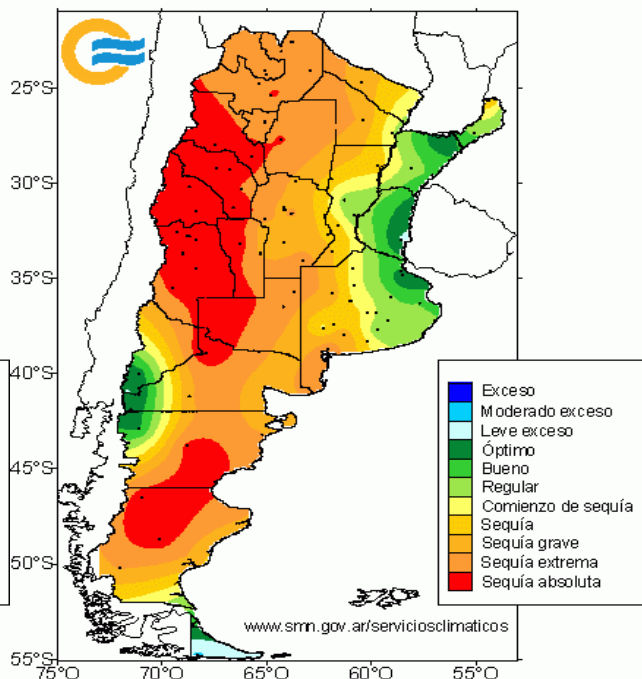 25°S
30°S
35°S
40°S
45°S
50°S
55°S
75°O
70°O
65°O
60°O
55°O
Exceso
Moderado exceso
Leve exceso
Óptimo
Bueno
Regular
Comienzo de sequía
Sequía
Sequía grave
Sequía extrema
Sequía absoluta
www.smn.gov.ar/serviciosclimaticos